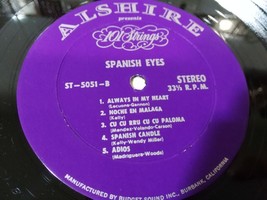 ALSHIRE
presents
101 Strings
SPANISH EYES
ST-5051-B
STEREO
33⅓ R.P.M.
1. ALWAYS IN MY HEART
(Lecuona-Gannon)
2. NOCHE EN MALAGA
(Kelly)
3. CU CU RRU CU CU PALOMA
(Mendez-Valando-Carson)
4. SPANISH CANDLE
(Kelly-Wendy Miller)
5. ADIOS
(Madriguera-Woods)
MANUFACTURED BY BUDGET SOUND INC., BURBANK, CALIFORNIA